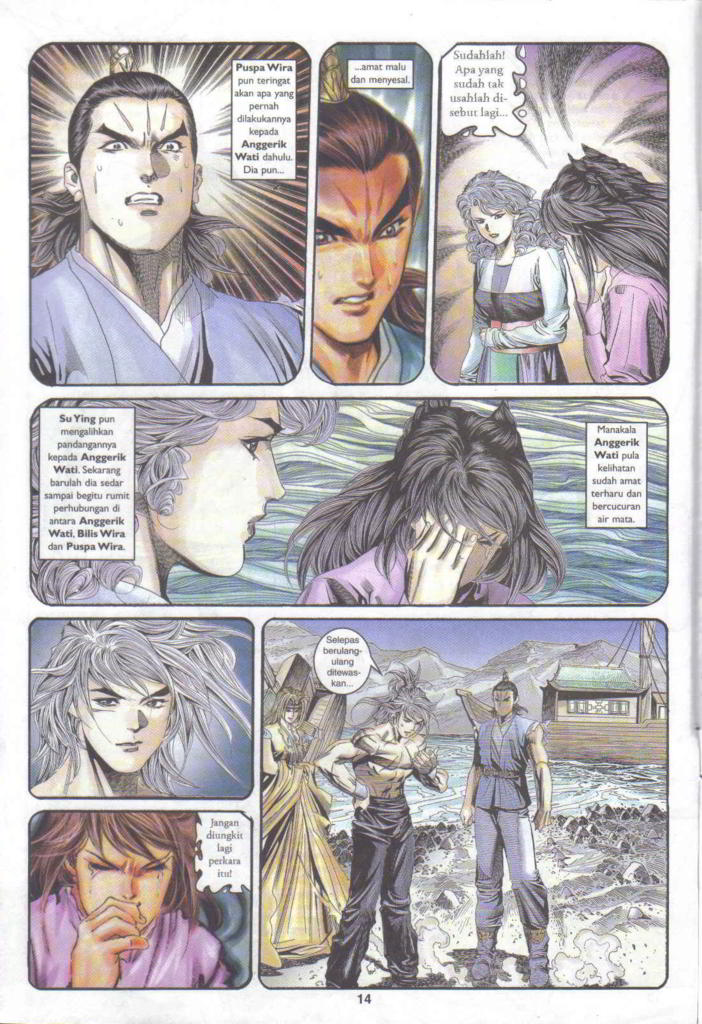 Puspa Wira
pun teringat
akan apa yang
pernah
dilakukannya
kepada
Anggerik
Wati dahulu.
Dia pun...
...amat malu
dan menyesal.
Sudahlah!
Apa yang
sudah tak
usahlah di-
sebut lagi...
Su Ying pun
mengalihkan
pandangannya
kepada Anggerik
Wati. Sekarang
barulah dia sedar
sampai begitu rumit
perhubungan di
antara Anggerik
Wati, Bilis Wira
dan Puspa Wira.
Manakala
Anggerik
Wati pula
kelihatan
sudah amat
terharu dan
bercucuran
air mata.
Jangan
diungkit
lagi
perkara
itu!
Selepas
berulang-
ulang
ditewas-
kan...
14